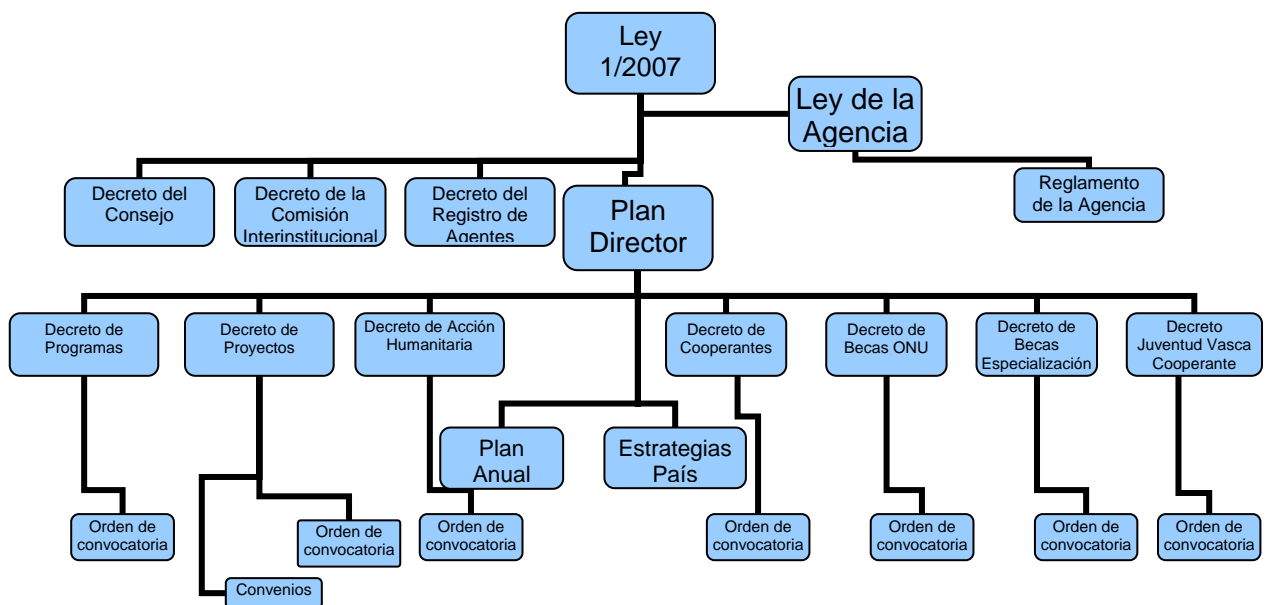 Ley
1/2007
Ley de la
Agencia
Decreto del
Consejo
Decreto de la
Comisión
Interinstitucional
Decreto del
Registro de
Agentes
Plan
Director
Reglamento
de la Agencia
Decreto de
Programas
Decreto de
Proyectos
Decreto de Acción
Humanitaria
Decreto de
Cooperantes
Decreto de
Becas ONU
Decreto de
Becas
Especialización
Decreto
Juventud Vasca
Cooperante
Plan
Anual
Estrategias
País
Orden de
convocatoria
Orden de
convocatoria
Orden de
convocatoria
Orden de
convocatoria
Orden de
convocatoria
Orden de
convocatoria
Orden de
convocatoria
Convenios